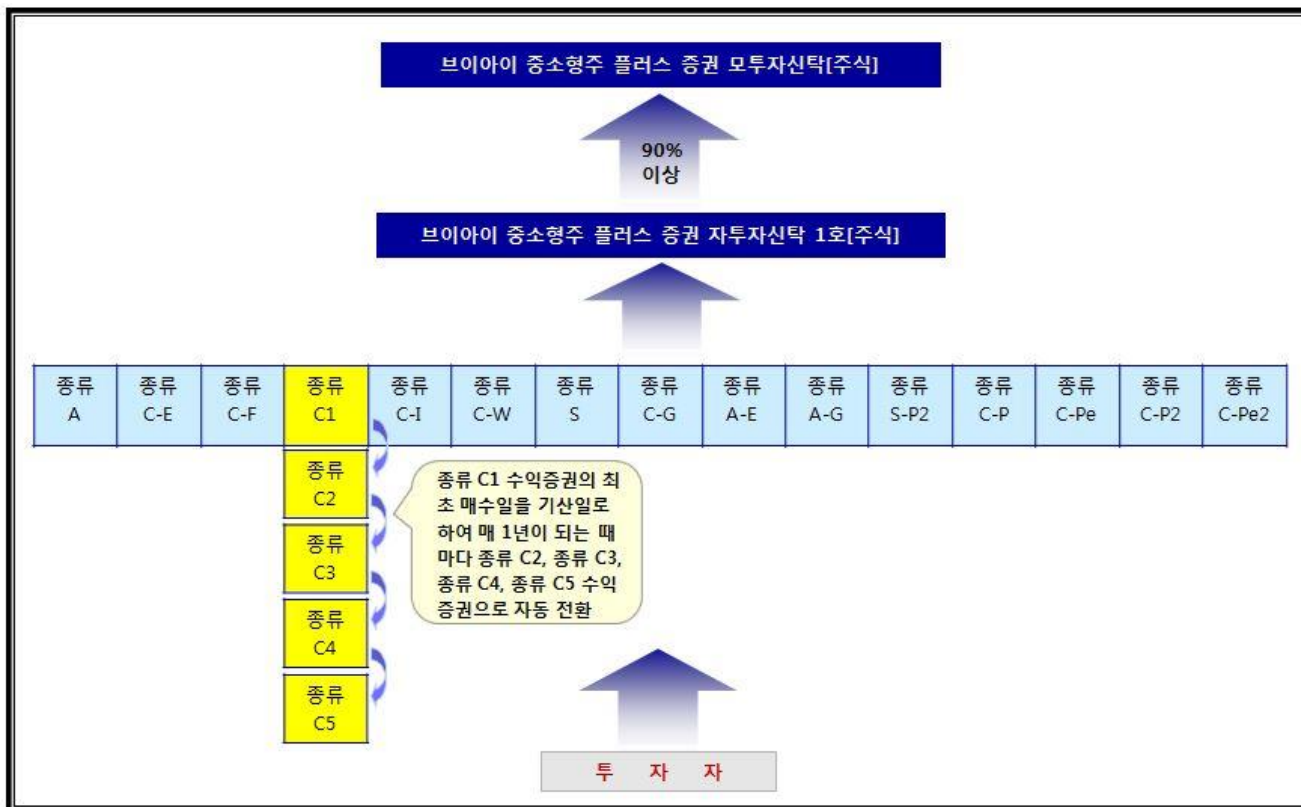 브이아이 중소형주 플러스 증권 모투자신탁[주식]
90%
이상
브이아이 중소형주 플러스 증권 자투자신탁 1호[주식]
종류 종류 종류 종류 종류 종류 종류 종류 종류 종류 종류 종류 종류 종류 종류
A C-E C-F C1 C-I C-W S C-G A-E A-G S-P2 C-P C-Pe C-P2 C-Pe2
종류
C2
종류
C3
종류
C4
종류
C5
종류 C1 수익증권의 최
초 매수일을 기산일로
하여 매 1년이 되는 때
마다 종류 C2, 종류 C3,
종류 C4, 종류 C5 수익
증권으로 자동 전환
투 자 자